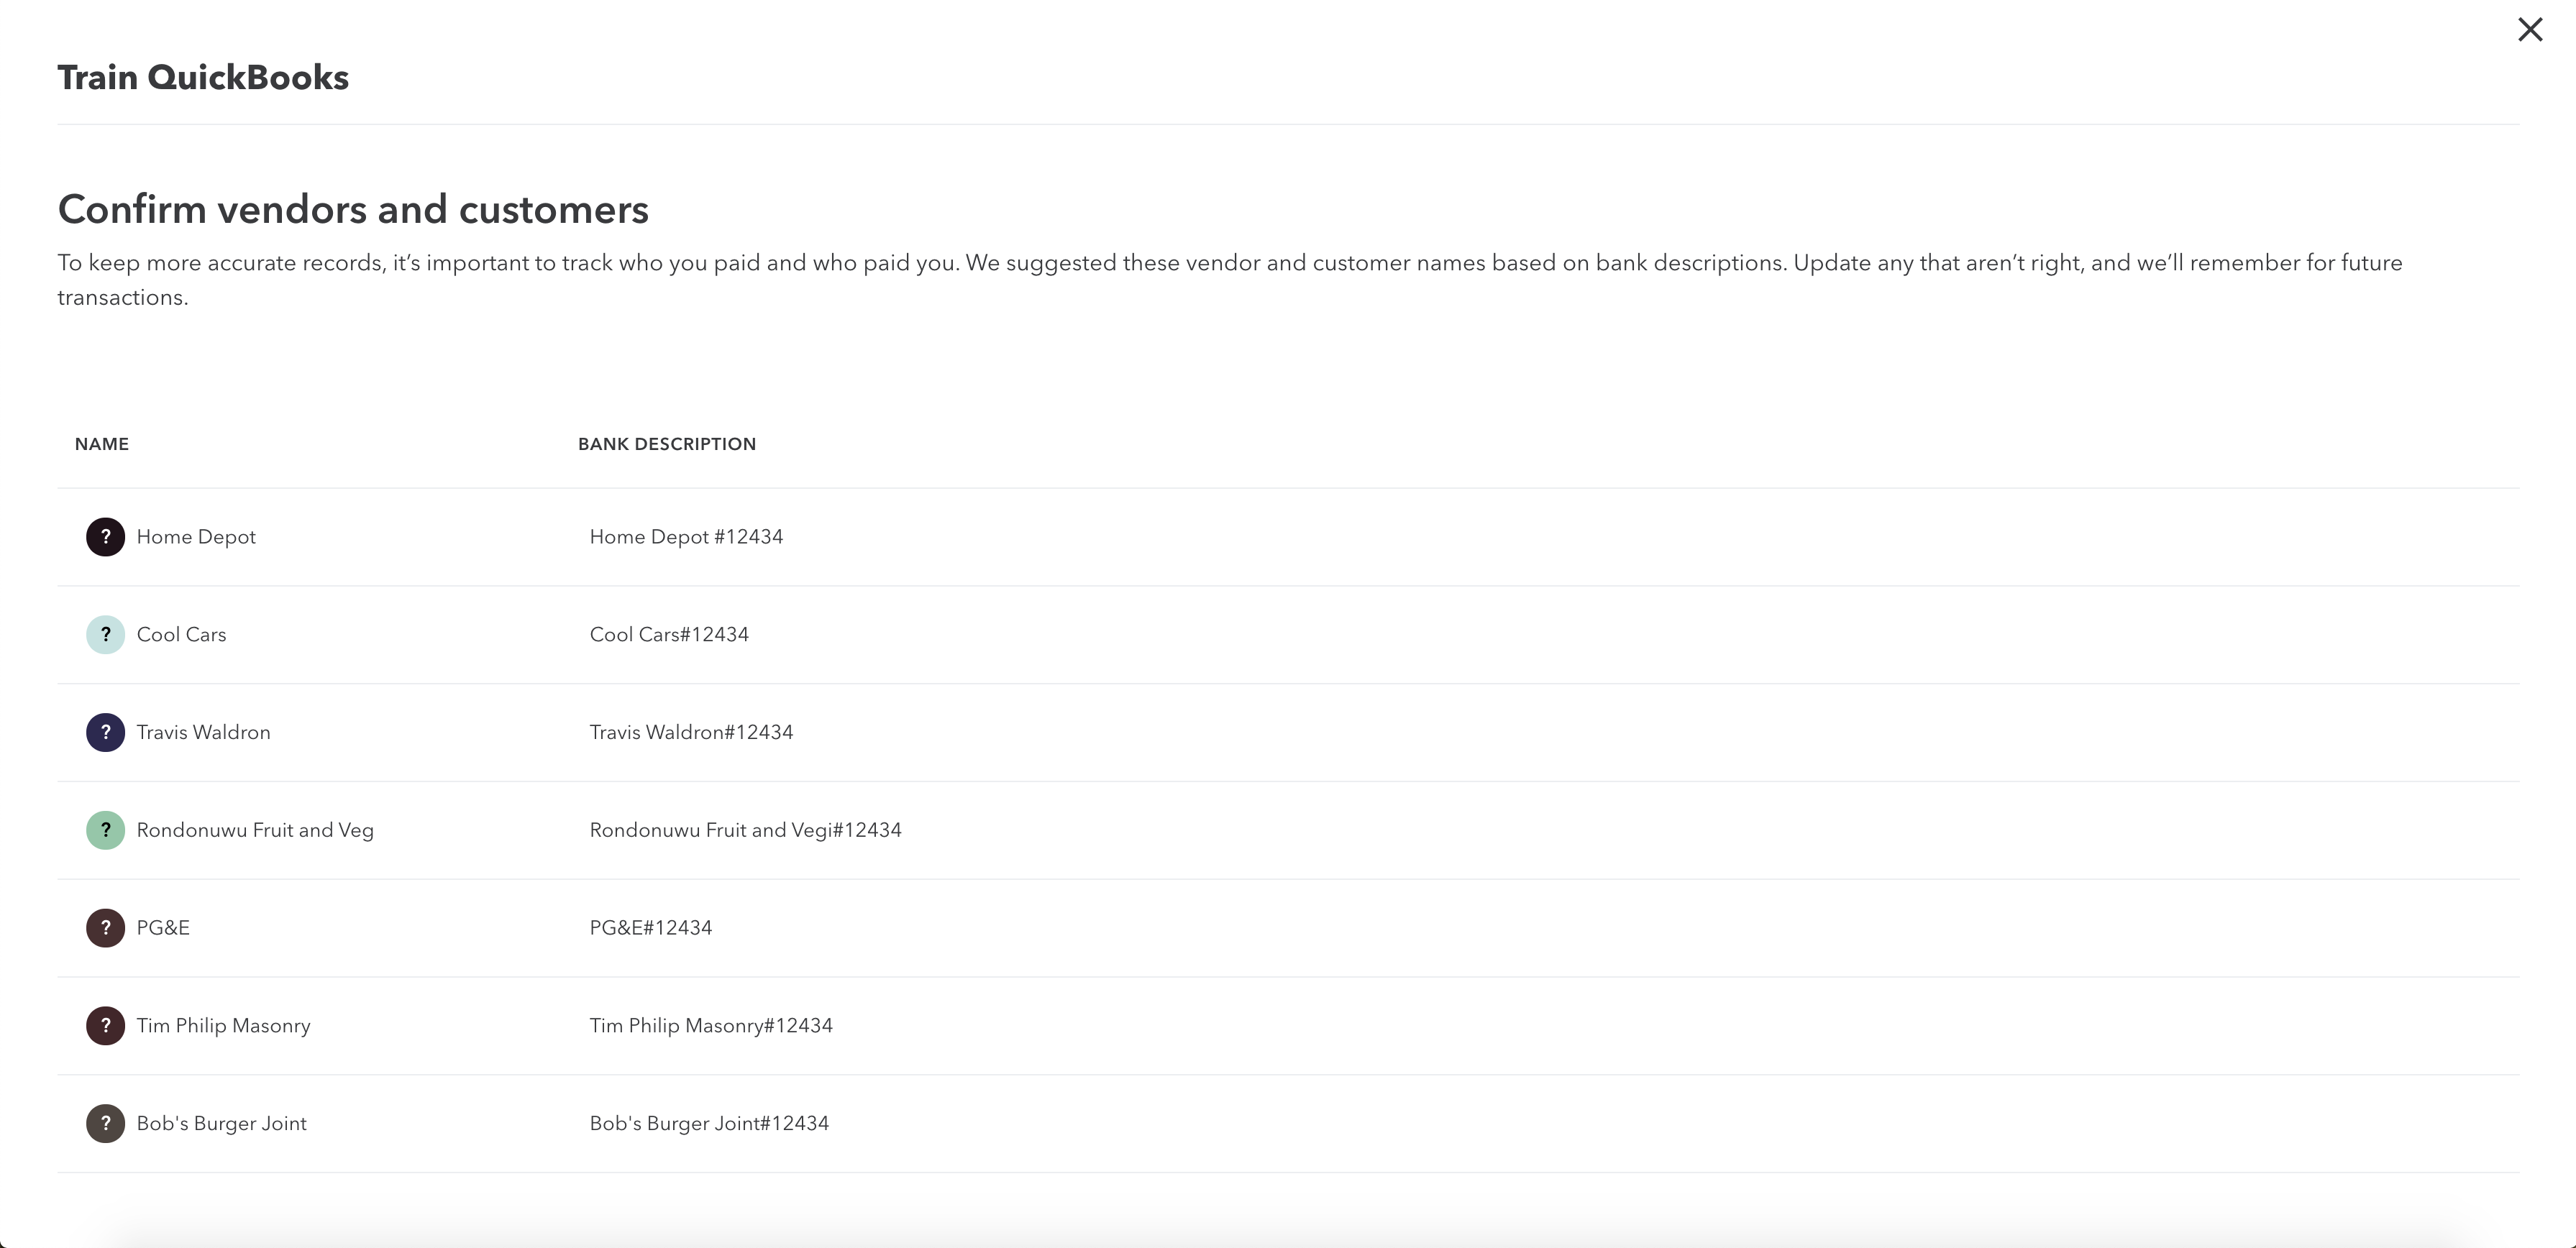 Train QuickBooks
Confirm vendors and customers
To keep more accurate records, it’s important to track who you paid and who paid you. We suggested these vendor and customer names based on bank descriptions. Update any that aren’t right, and we’ll remember for future
transactions.
NAME BANK DESCRIPTION
? Home Depot Home Depot #12434
? Cool Cars Cool Cars#12434
? Travis Waldron Travis Waldron#12434
? Rondonuwu Fruit and Veg Rondonuwu Fruit and Vegi#12434
? PG&E PG&E#12434
? Tim Philip Masonry Tim Philip Masonry#12434
? Bob's Burger Joint Bob's Burger Joint#12434